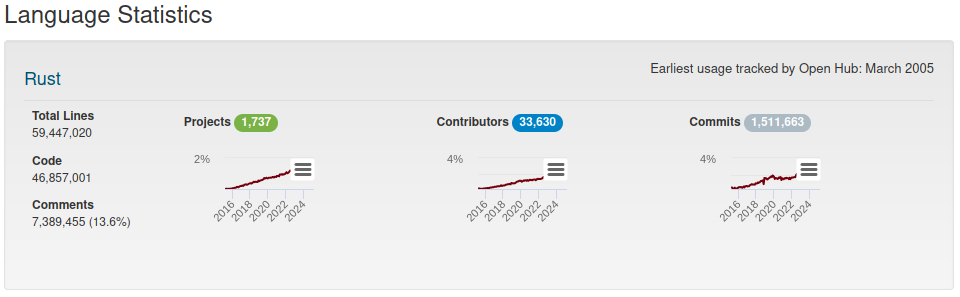 Language Statistics
Rust
Earliest usage tracked by Open Hub: March 2005
Total Lines
59,447,020
Code
46,857,001
Comments
7,389,455 (13.6%)
Projects 1,737
2%
2016 2018 2020 2022 2024
Contributors 33,630
4%
2016 2018 2020 2022 2024
Commits 1,511,663
4%
2016 2018 2020 2022 2024